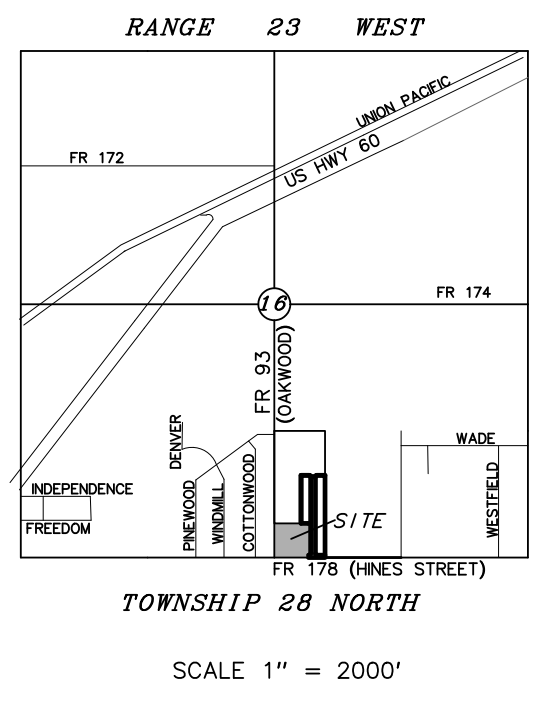 RANGE 23 WEST
UNION PACIFIC
US HWY 60
FR 172
FR 174
16
FR 93
(OAKWOOD)
DENVER
WADE
INDEPENDENCE
FREEDOM
PINEWOOD
WINDMILL
COTTONWOOD
WESTFIELD
SITE
FR 178 (HINES STREET)
TOWNSHIP 28 NORTH
SCALE 1" = 2000'